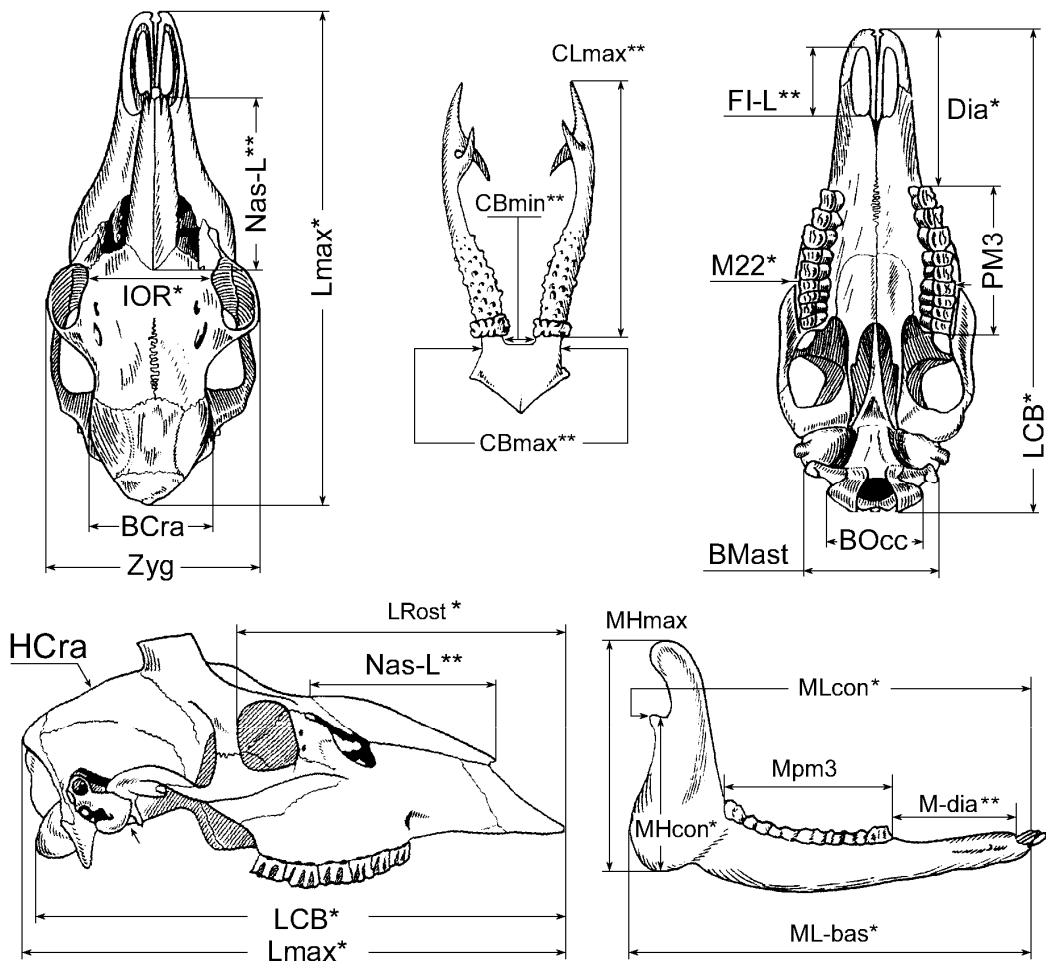 Nas-L**
Lmax*
IOR*
BCra
Zyg
CLmax**
CBmin**
CBmax**
FI-L**
Dia*
M22*
PM3
LCB*
BOcc
BMast
LRost *
HCra
Nas-L**
LCB*
Lmax*
MHmax
MLcon*
Mpm3
M-dia**
MHcon*
ML-bas*